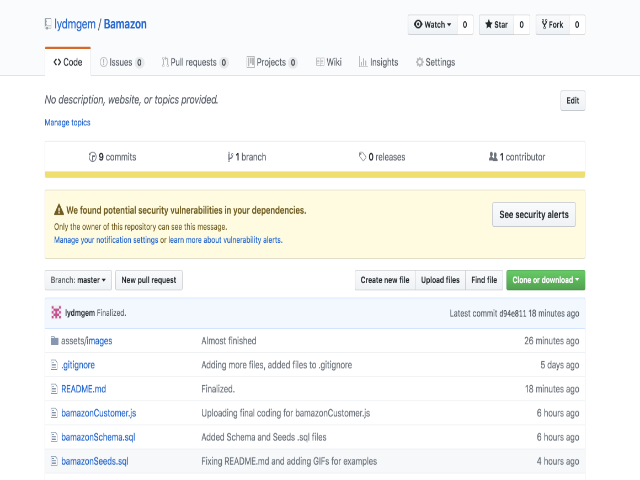 lydmgem / Bamazon
Watch 0 Star 0 Fork 0
Code Issues 0 Pull requests 0 Projects 0 Wiki Insights Settings
No description, website, or topics provided. Edit
Manage topics
9 commits 1 branch 0 releases 1 contributor
We found potential security vulnerabilities in your dependencies.
Only the owner of this repository can see this message.
Manage your notification settings or learn more about vulnerability alerts.
See security alerts
Branch: master New pull request Create new file Upload files Find file Clone or download
lydmgem Finalized. Latest commit d94e811 18 minutes ago
assets/images Almost finished 26 minutes ago
.gitignore Adding more files, added files to .gitignore 5 days ago
README.md Finalized. 18 minutes ago
bamazonCustomer.js Uploading final coding for bamazonCustomer.js 6 hours ago
bamazonSchema.sql Added Schema and Seeds .sql files 6 hours ago
bamazonSeeds.sql Fixing README.md and adding GIFs for examples 4 hours ago